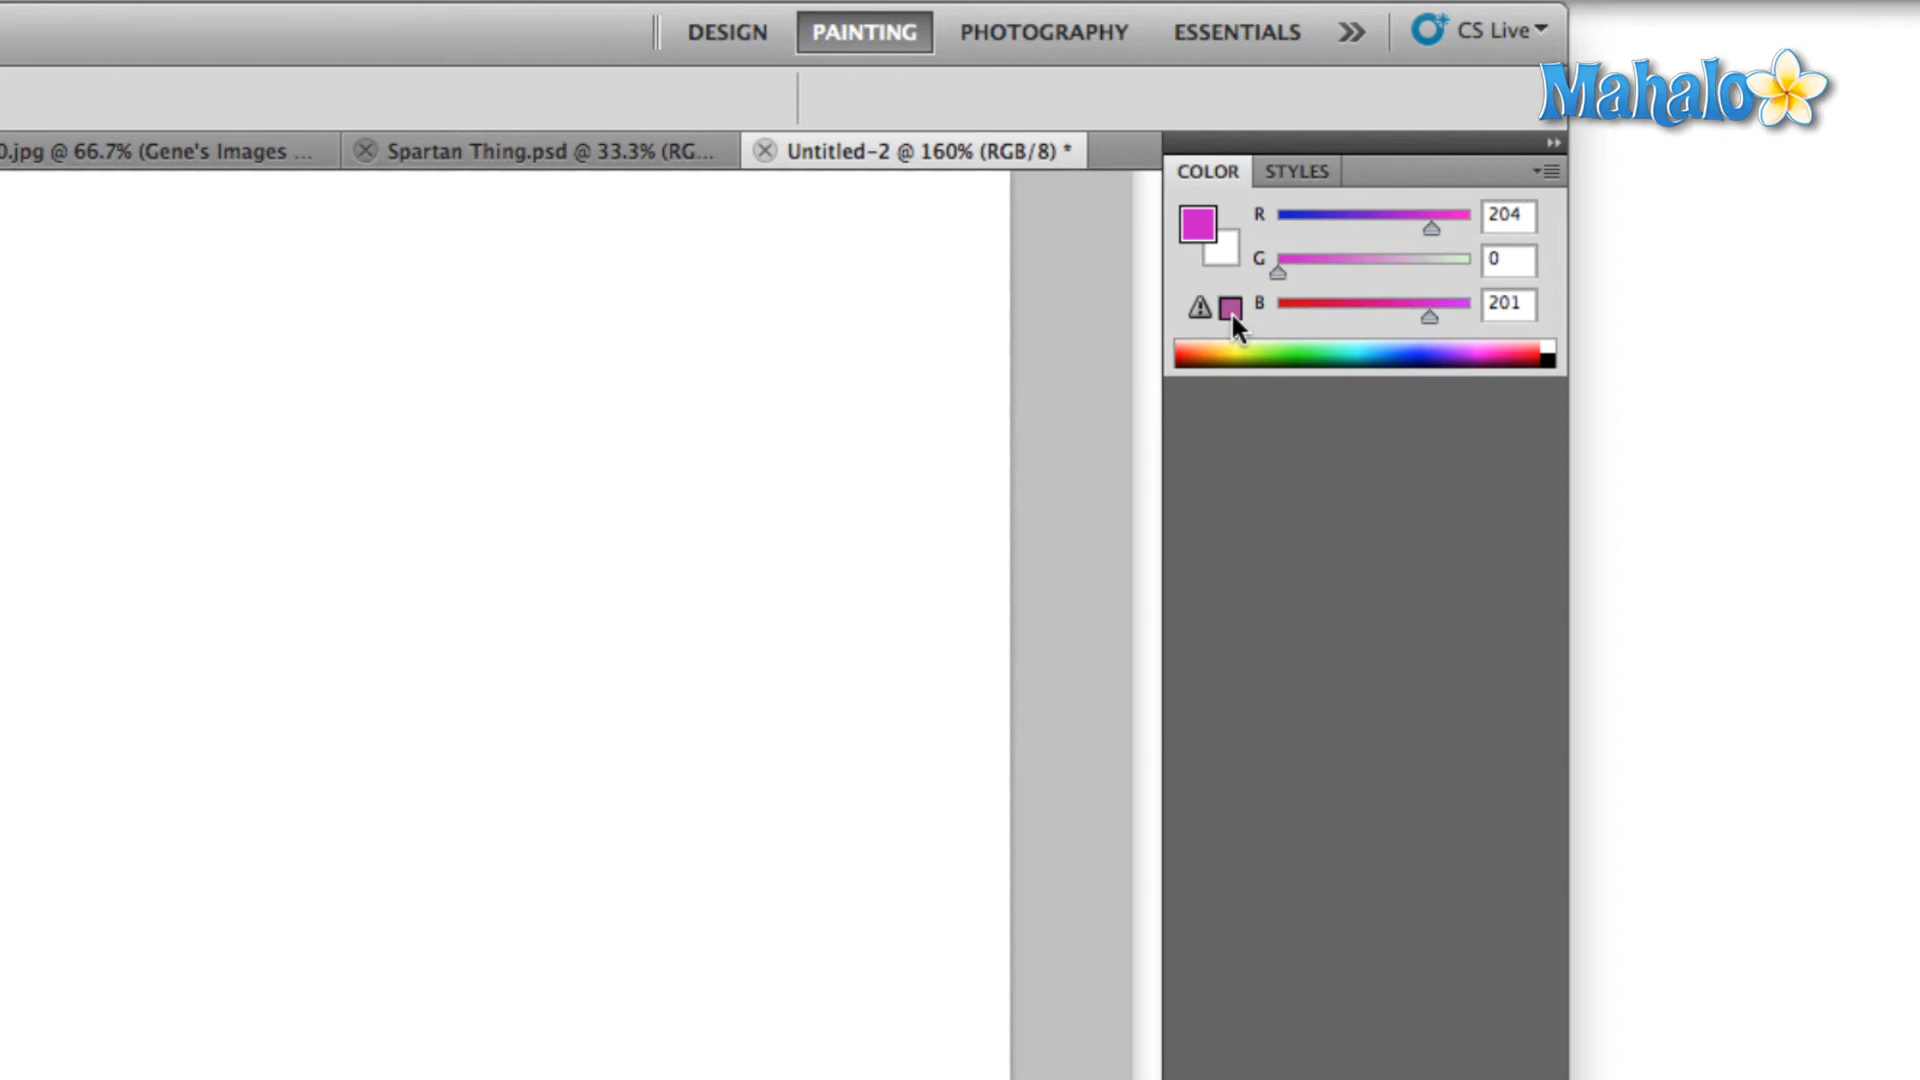 DESIGN PAINTING PHOTOGRAPHY ESSENTIALS CS Live
Mahalo
0.jpg @ 66.7% (Gene's Images ... Spartan Thing.psd @ 33.3% (RG... Untitled-2 @ 160% (RGB/8) *
COLOR STYLES
R 204
G 0
B 201